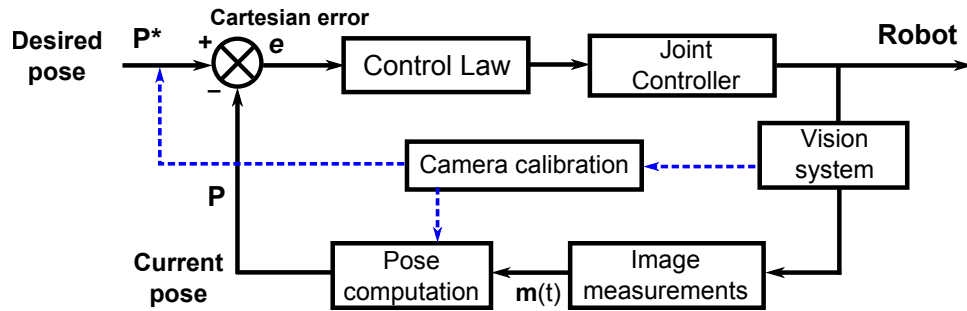 Desired
pose
P*
+
−
Cartesian error
e
Control Law
Joint
Controller
Robot
Vision
system
Camera calibration
P
Current
pose
Pose
computation
m(t)
Image
measurements